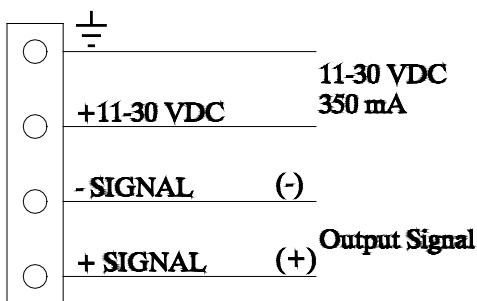 11-30 VDC
350 mA
+11-30 VDC
- SIGNAL (-)
Output Signal
+ SIGNAL (+)